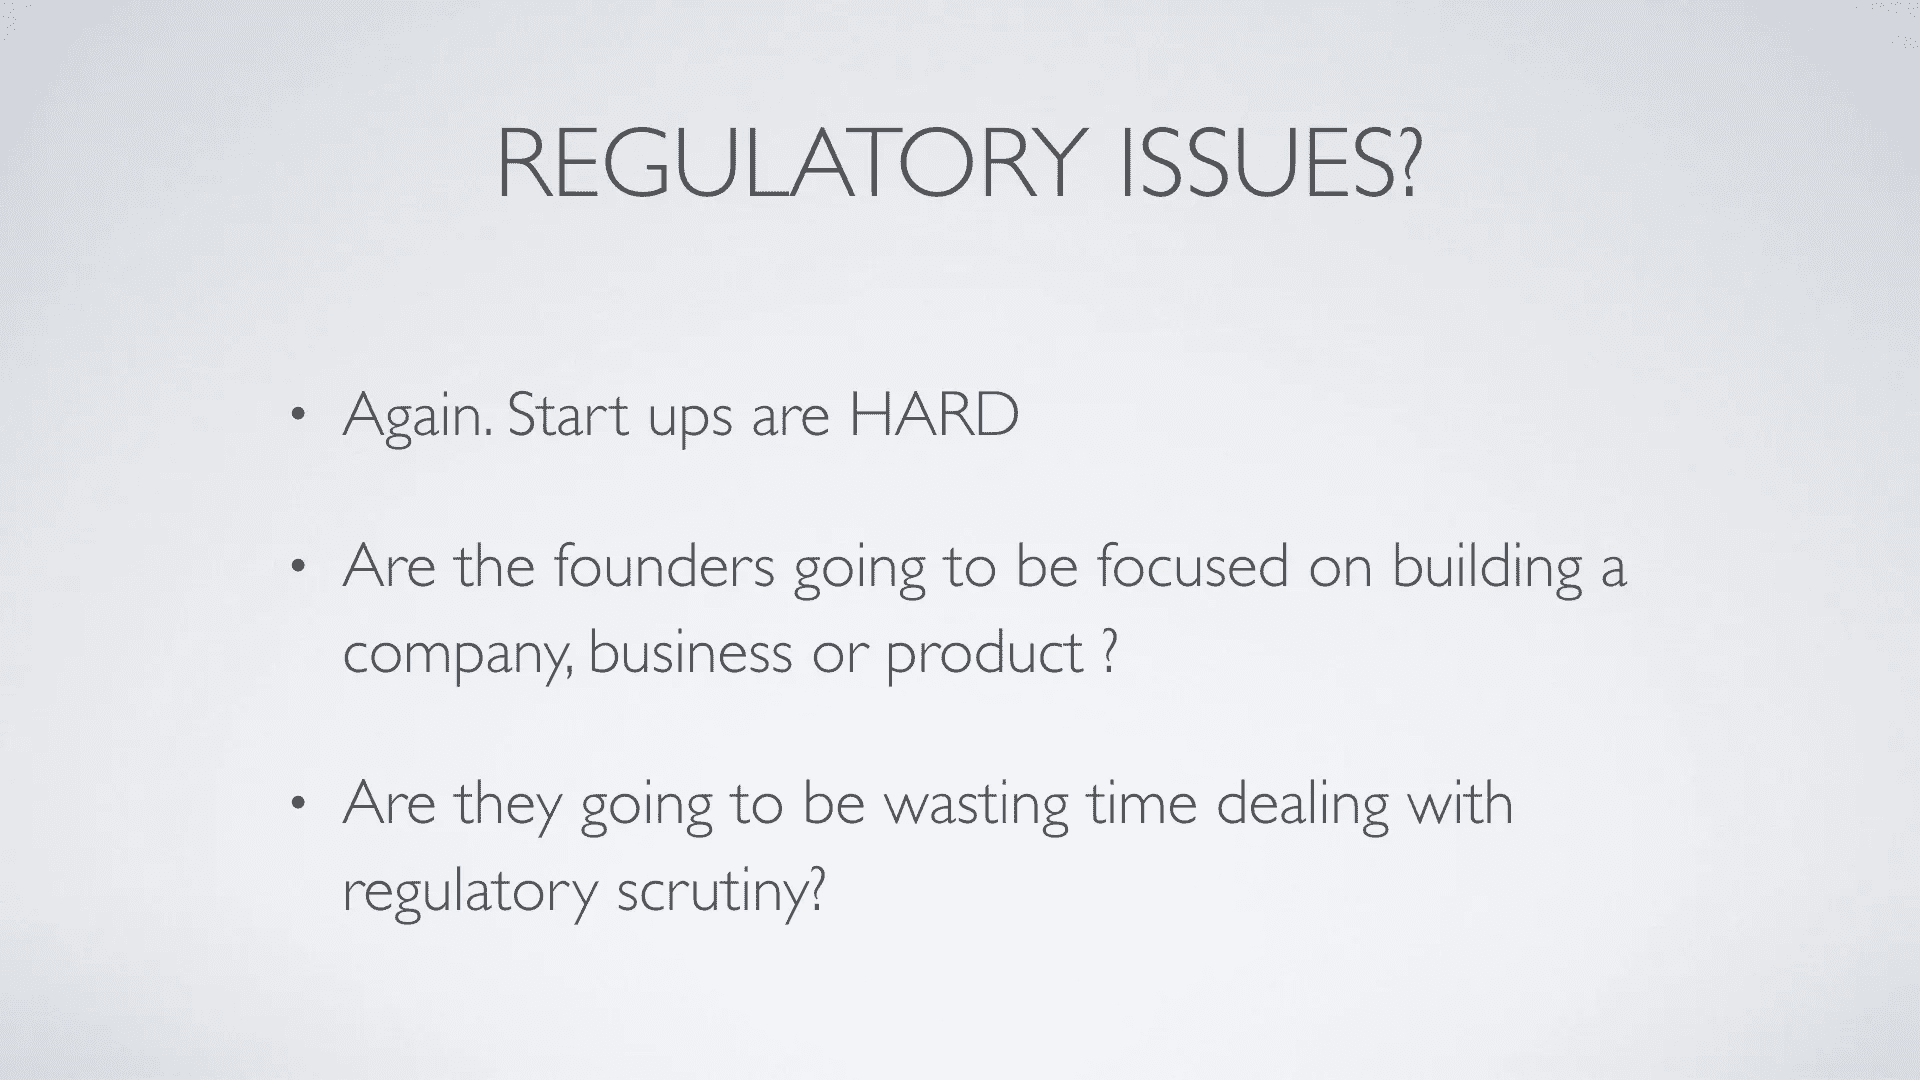 REGULATORY ISSUES?
• Again. Start ups are HARD
• Are the founders going to be focused on building a
company, business or product ?
• Are they going to be wasting time dealing with
regulatory scrutiny?